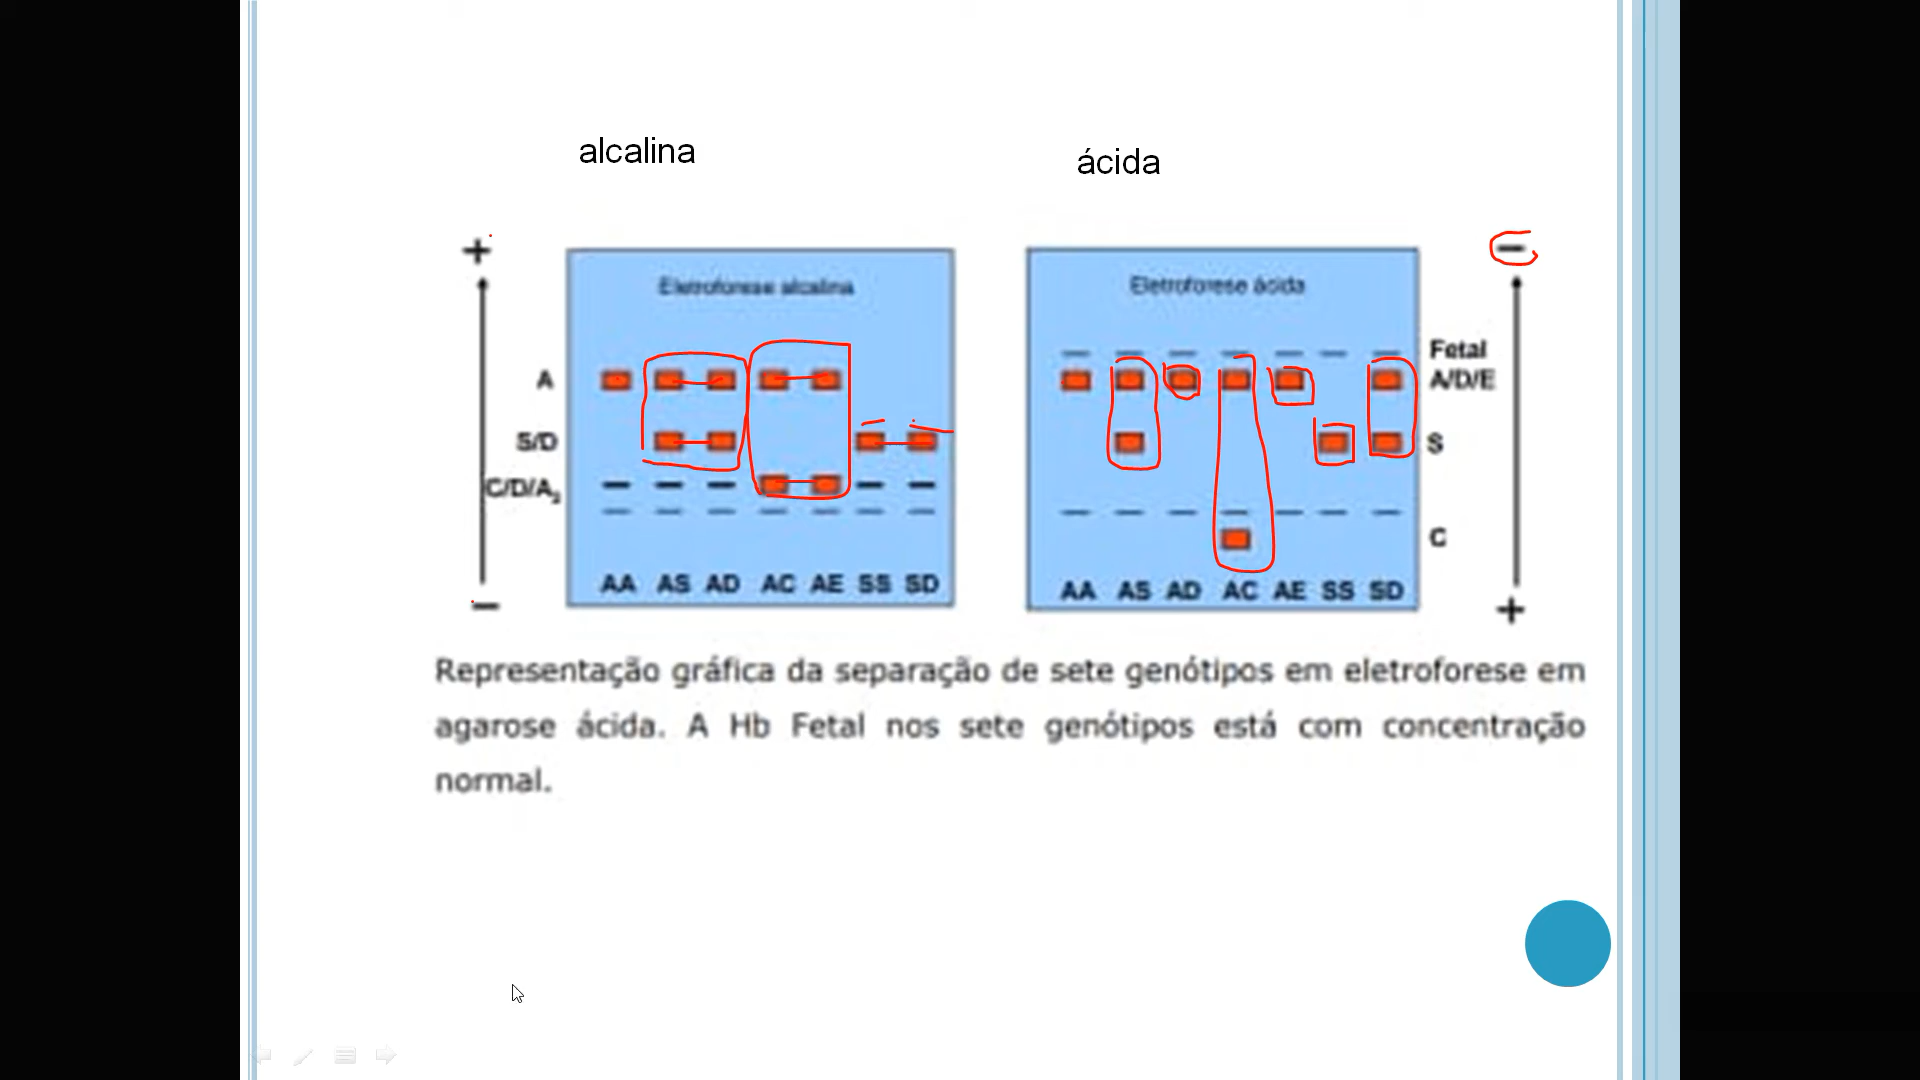 alcalina
ácida
+
−
Eletroforese alcalina
Eletroforese ácida
Fetal
A
A/D/E
S/D
S
C/D/A2
C
AA AS AD AC AE SS SD
AA AS AD AC AE SS SD
−
+
Representação gráfica da separação de sete genótipos em eletroforese em
agarose ácida. A Hb Fetal nos sete genótipos está com concentração
normal.